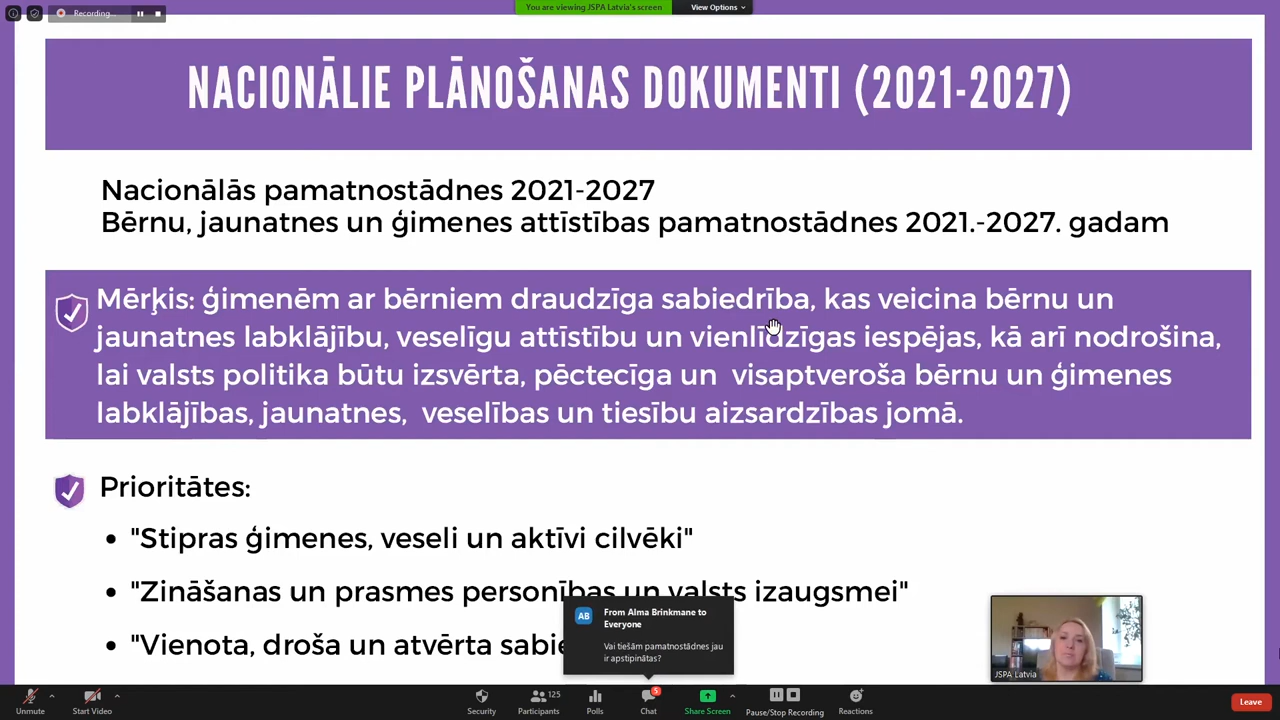 Recording...
You are viewing JSPA Latvia's screen
View Options
NACIONĀLIE PLĀNOŠANAS DOKUMENTI (2021-2027)
Nacionālās pamatnostādnes 2021-2027
Bērnu, jaunatnes un ģimenes attīstības pamatnostādnes 2021.-2027. gadam
Mērķis: ģimenēm ar bērniem draudzīga sabiedrība, kas veicina bērnu un
jaunatnes labklājību, veselīgu attīstību un vienlīdzīgas iespējas, kā arī nodrošina,
lai valsts politika būtu izsvērta, pēctecīga un visaptveroša bērnu un ģimenes
labklājības, jaunatnes, veselības un tiesību aizsardzības jomā.
Prioritātes:
• "Stipras ģimenes, veseli un aktīvi cilvēki"
• "Zināšanas un prasmes personības un valsts izaugsmei"
• "Vienota, droša un atvērta
AB
From Alma Brinkmane to
Everyone
Vai tiešām pamatnostādnes jau
ir apstipinātas?
JSPA Latvia
Unmute
Start Video
Security
Participants
125
Polls
Chat
5
Share Screen
Pause/Stop Recording
Reactions
Leave